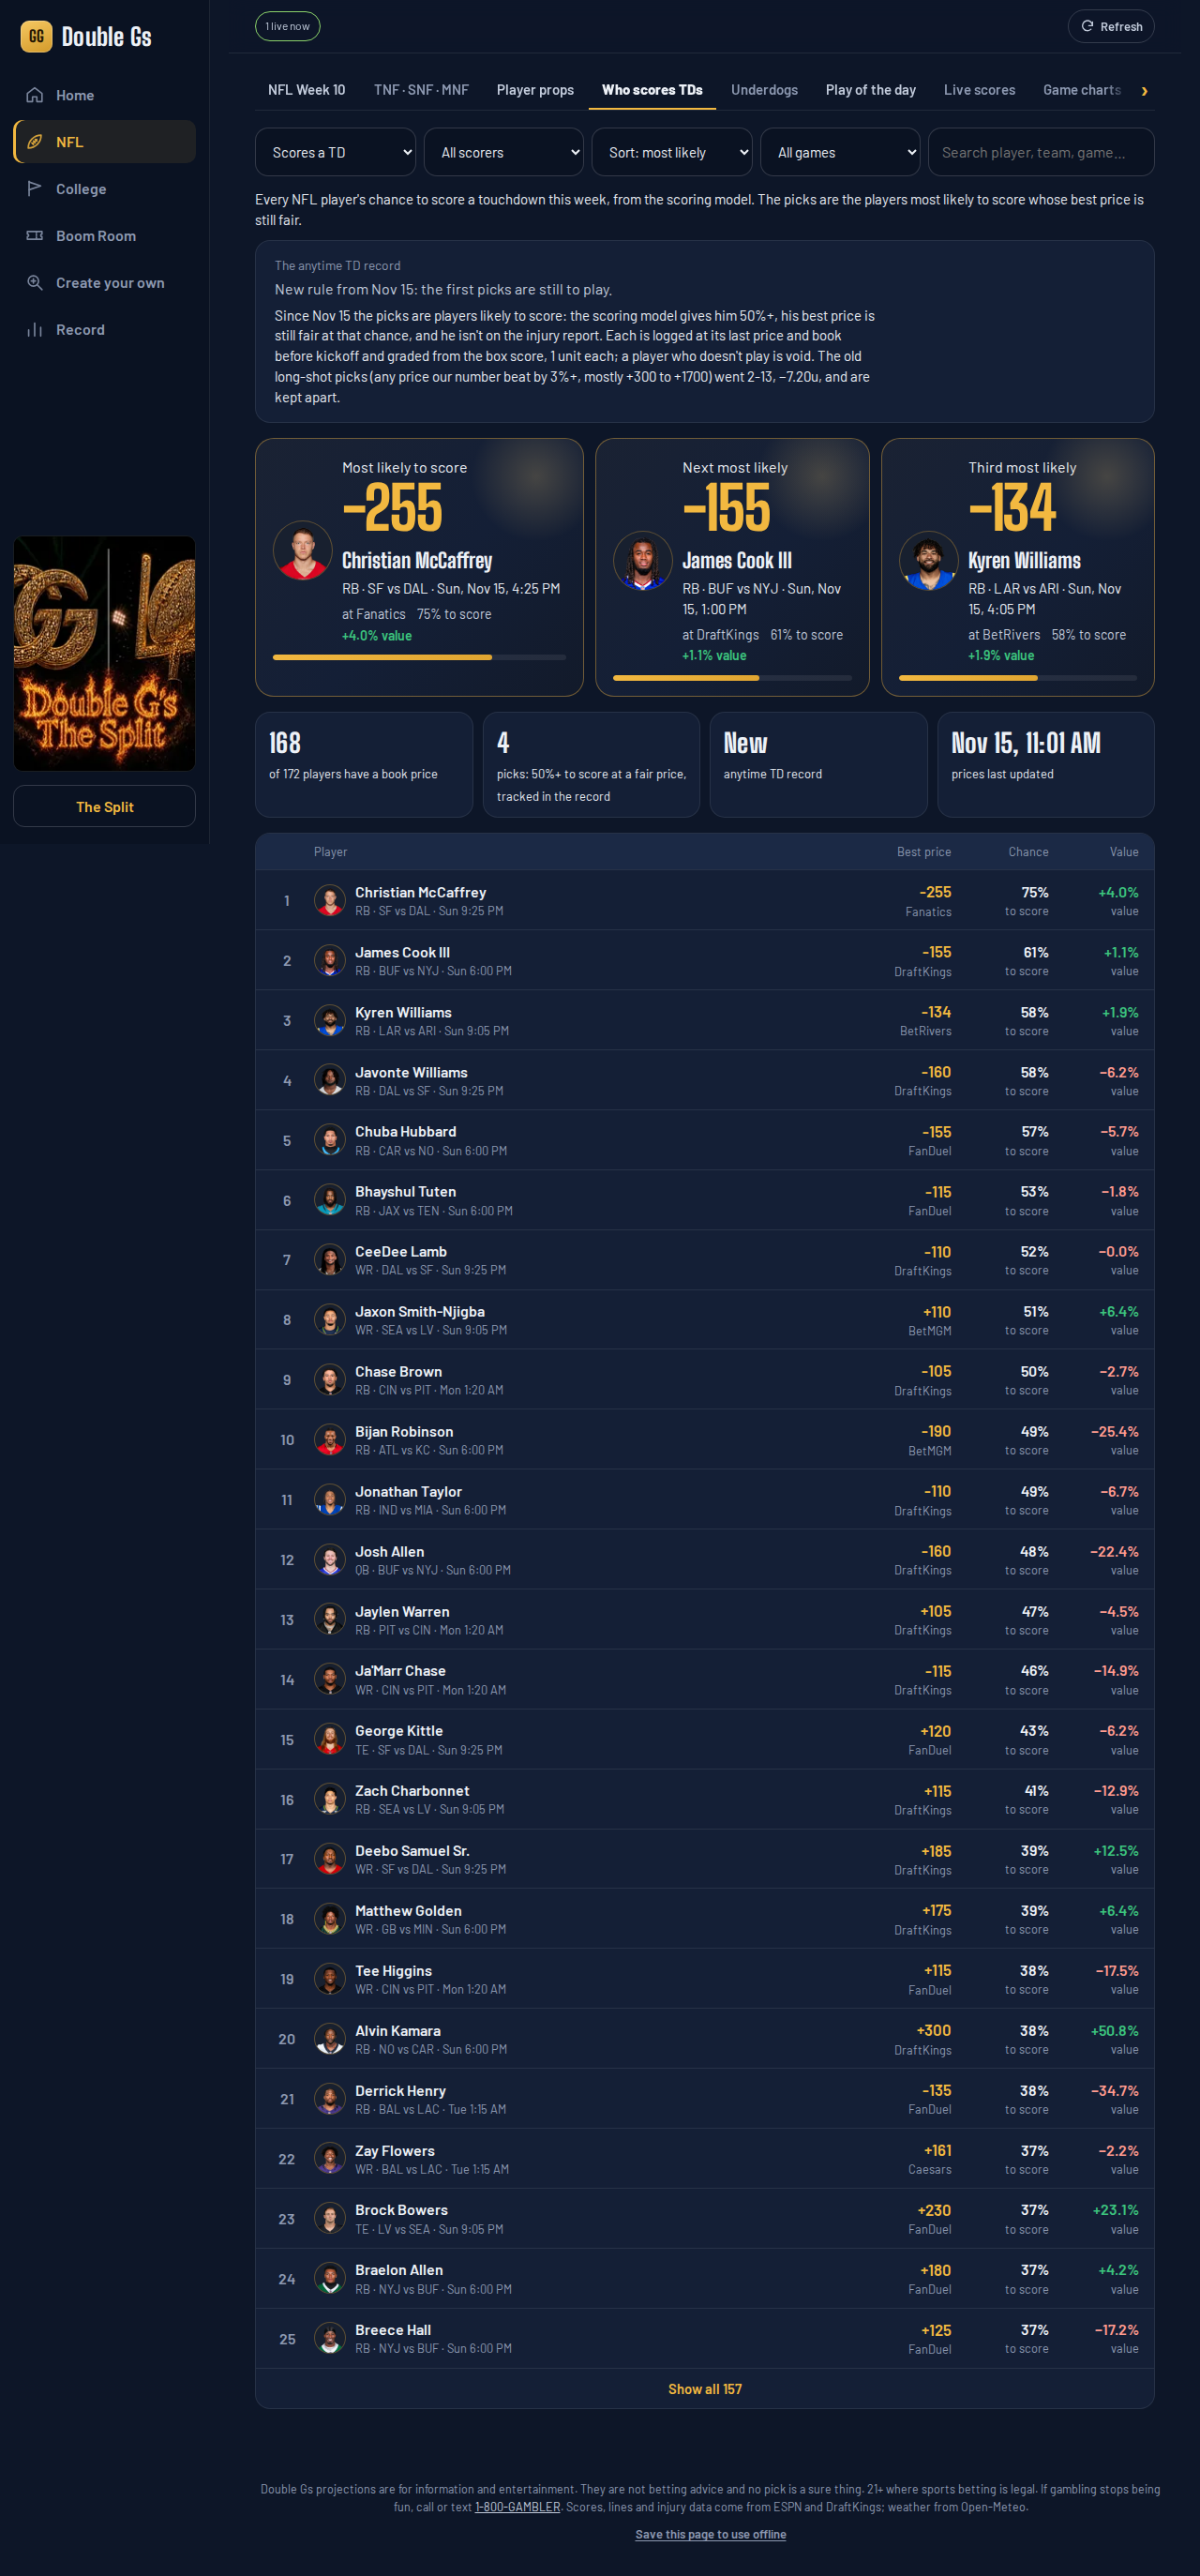 GG Double Gs
1 live now
Refresh
Home
NFL
College
Boom Room
Create your own
Record
GG
Double G's
The Split
The Split
NFL Week 10 TNF · SNF · MNF Player props Who scores TDs Underdogs Play of the day Live scores Game charts ›
Scores a TD All scorers Sort: most likely All games Search player, team, game...
Every NFL player's chance to score a touchdown this week, from the scoring model. The picks are the players most likely to score whose best price is
still fair.
The anytime TD record
New rule from Nov 15: the first picks are still to play.
Since Nov 15 the picks are players likely to score: the scoring model gives him 50%+, his best price is
still fair at that chance, and he isn't on the injury report. Each is logged at its last price and book
before kickoff and graded from the box score, 1 unit each; a player who doesn't play is void. The old
long-shot picks (any price our number beat by 3%+, mostly +300 to +1700) went 2-13, −7.20u, and are
kept apart.
Most likely to score
−255
Christian McCaffrey
RB · SF vs DAL · Sun, Nov 15, 4:25 PM
at Fanatics 75% to score
+4.0% value
Next most likely
−155
James Cook III
RB · BUF vs NYJ · Sun, Nov
15, 1:00 PM
at DraftKings 61% to score
+1.1% value
Third most likely
−134
Kyren Williams
RB · LAR vs ARI · Sun, Nov
15, 4:05 PM
at BetRivers 58% to score
+1.9% value
168
of 172 players have a book price
4
picks: 50%+ to score at a fair price,
tracked in the record
New
anytime TD record
Nov 15, 11:01 AM
prices last updated
Player Best price Chance Value
1 Christian McCaffrey -255 75% +4.0%
RB · SF vs DAL · Sun 9:25 PM Fanatics to score value
2 James Cook III -155 61% +1.1%
RB · BUF vs NYJ · Sun 6:00 PM DraftKings to score value
3 Kyren Williams -134 58% +1.9%
RB · LAR vs ARI · Sun 9:05 PM BetRivers to score value
4 Javonte Williams -160 58% −6.2%
RB · DAL vs SF · Sun 9:25 PM DraftKings to score value
5 Chuba Hubbard -155 57% −5.7%
RB · CAR vs NO · Sun 6:00 PM FanDuel to score value
6 Bhayshul Tuten -115 53% −1.8%
RB · JAX vs TEN · Sun 6:00 PM FanDuel to score value
7 CeeDee Lamb -110 52% −0.0%
WR · DAL vs SF · Sun 9:25 PM DraftKings to score value
8 Jaxon Smith-Njigba +110 51% +6.4%
WR · SEA vs LV · Sun 9:05 PM BetMGM to score value
9 Chase Brown -105 50% −2.7%
RB · CIN vs PIT · Mon 1:20 AM DraftKings to score value
10 Bijan Robinson -190 49% −25.4%
RB · ATL vs KC · Sun 6:00 PM BetMGM to score value
11 Jonathan Taylor -110 49% −6.7%
RB · IND vs MIA · Sun 6:00 PM DraftKings to score value
12 Josh Allen -160 48% −22.4%
QB · BUF vs NYJ · Sun 6:00 PM DraftKings to score value
13 Jaylen Warren +105 47% −4.5%
RB · PIT vs CIN · Mon 1:20 AM DraftKings to score value
14 Ja'Marr Chase -115 46% −14.9%
WR · CIN vs PIT · Mon 1:20 AM DraftKings to score value
15 George Kittle +120 43% −6.2%
TE · SF vs DAL · Sun 9:25 PM FanDuel to score value
16 Zach Charbonnet +115 41% −12.9%
RB · SEA vs LV · Sun 9:05 PM DraftKings to score value
17 Deebo Samuel Sr. +185 39% +12.5%
WR · SF vs DAL · Sun 9:25 PM DraftKings to score value
18 Matthew Golden +175 39% +6.4%
WR · GB vs MIN · Sun 6:00 PM DraftKings to score value
19 Tee Higgins +115 38% −17.5%
WR · CIN vs PIT · Mon 1:20 AM FanDuel to score value
20 Alvin Kamara +300 38% +50.8%
RB · NO vs CAR · Sun 6:00 PM DraftKings to score value
21 Derrick Henry -135 38% −34.7%
RB · BAL vs LAC · Tue 1:15 AM FanDuel to score value
22 Zay Flowers +161 37% −2.2%
WR · BAL vs LAC · Tue 1:15 AM Caesars to score value
23 Brock Bowers +230 37% +23.1%
TE · LV vs SEA · Sun 9:05 PM FanDuel to score value
24 Braelon Allen +180 37% +4.2%
RB · NYJ vs BUF · Sun 6:00 PM FanDuel to score value
25 Breece Hall +125 37% −17.2%
RB · NYJ vs BUF · Sun 6:00 PM FanDuel to score value
Show all 157
Double Gs projections are for information and entertainment. They are not betting advice and no pick is a sure thing. 21+ where sports betting is legal. If gambling stops being
fun, call or text 1-800-GAMBLER. Scores, lines and injury data come from ESPN and DraftKings; weather from Open-Meteo.
Save this page to use offline